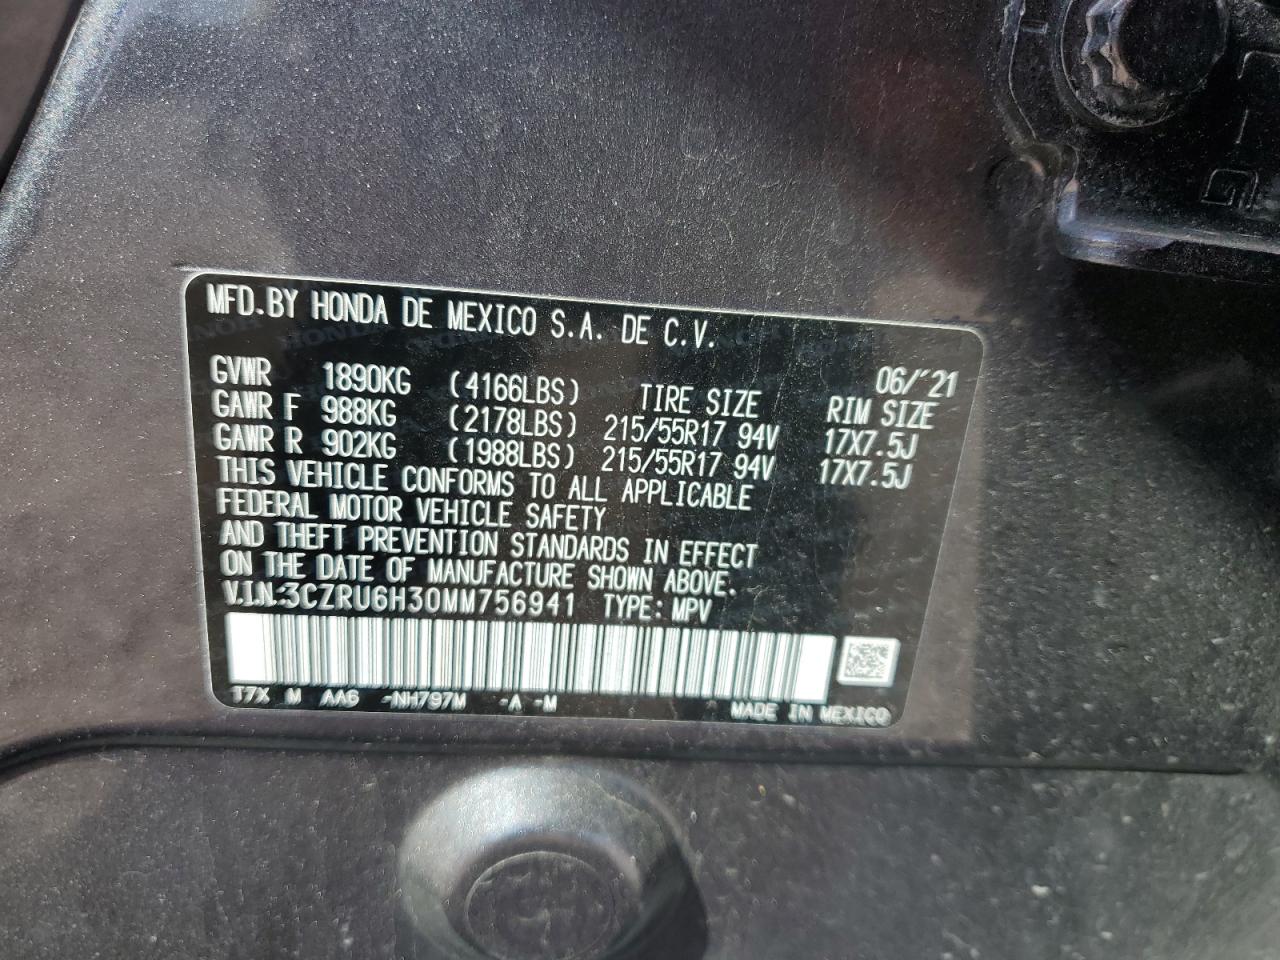 MFD.BY HONDA DE MEXICO S.A. DE C.V.
06/"21
GVWR 1890KG (4166LBS) TIRE SIZE RIM SIZE
GAWR F 988KG (2178LBS) 215/55R17 94V 17X7.5J
GAWR R 902KG (1988LBS) 215/55R17 94V 17X7.5J
THIS VEHICLE CONFORMS TO ALL APPLICABLE
FEDERAL MOTOR VEHICLE SAFETY
AND THEFT PREVENTION STANDARDS IN EFFECT
ON THE DATE OF MANUFACTURE SHOWN ABOVE.
V.I.N.:3CZRU6H30MM756941 TYPE: MPV
T7X M AA6 -NH797M -A -M
MADE IN MEXICO